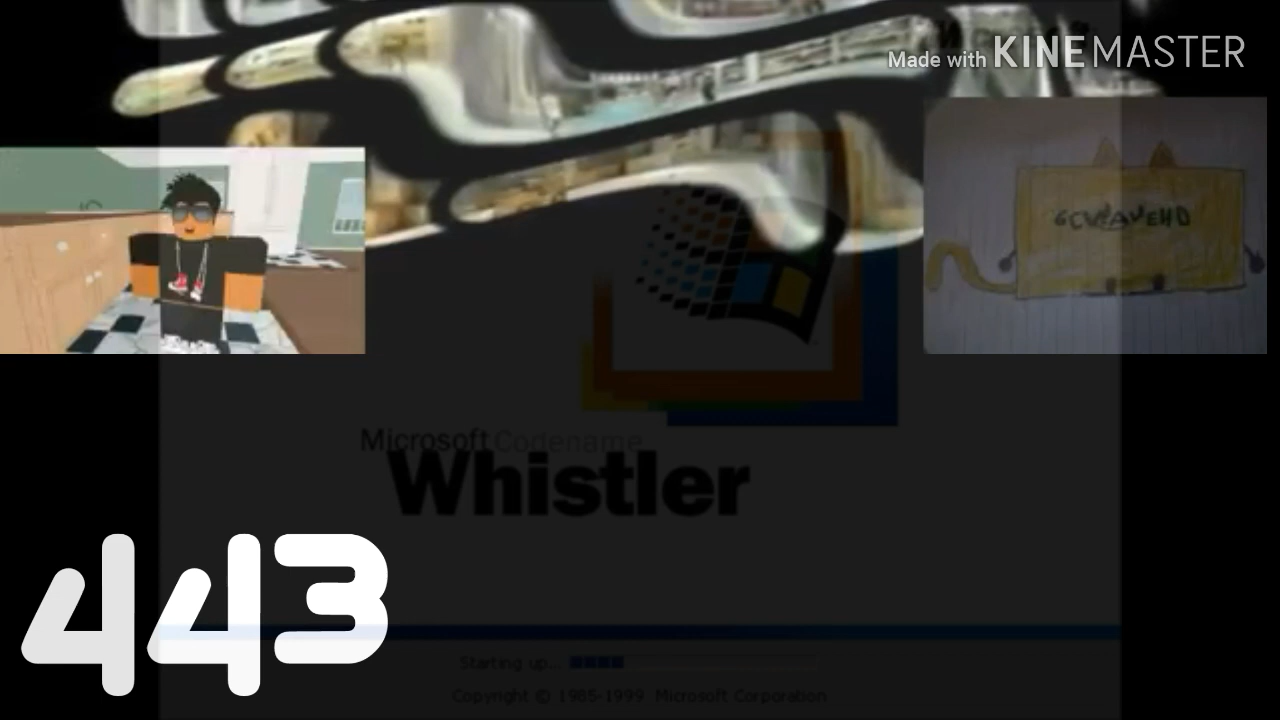 Made with KINEMASTER
Microsoft Codename
Whistler
443
Starting up...
Copyright © 1985-1999 Microsoft Corporation